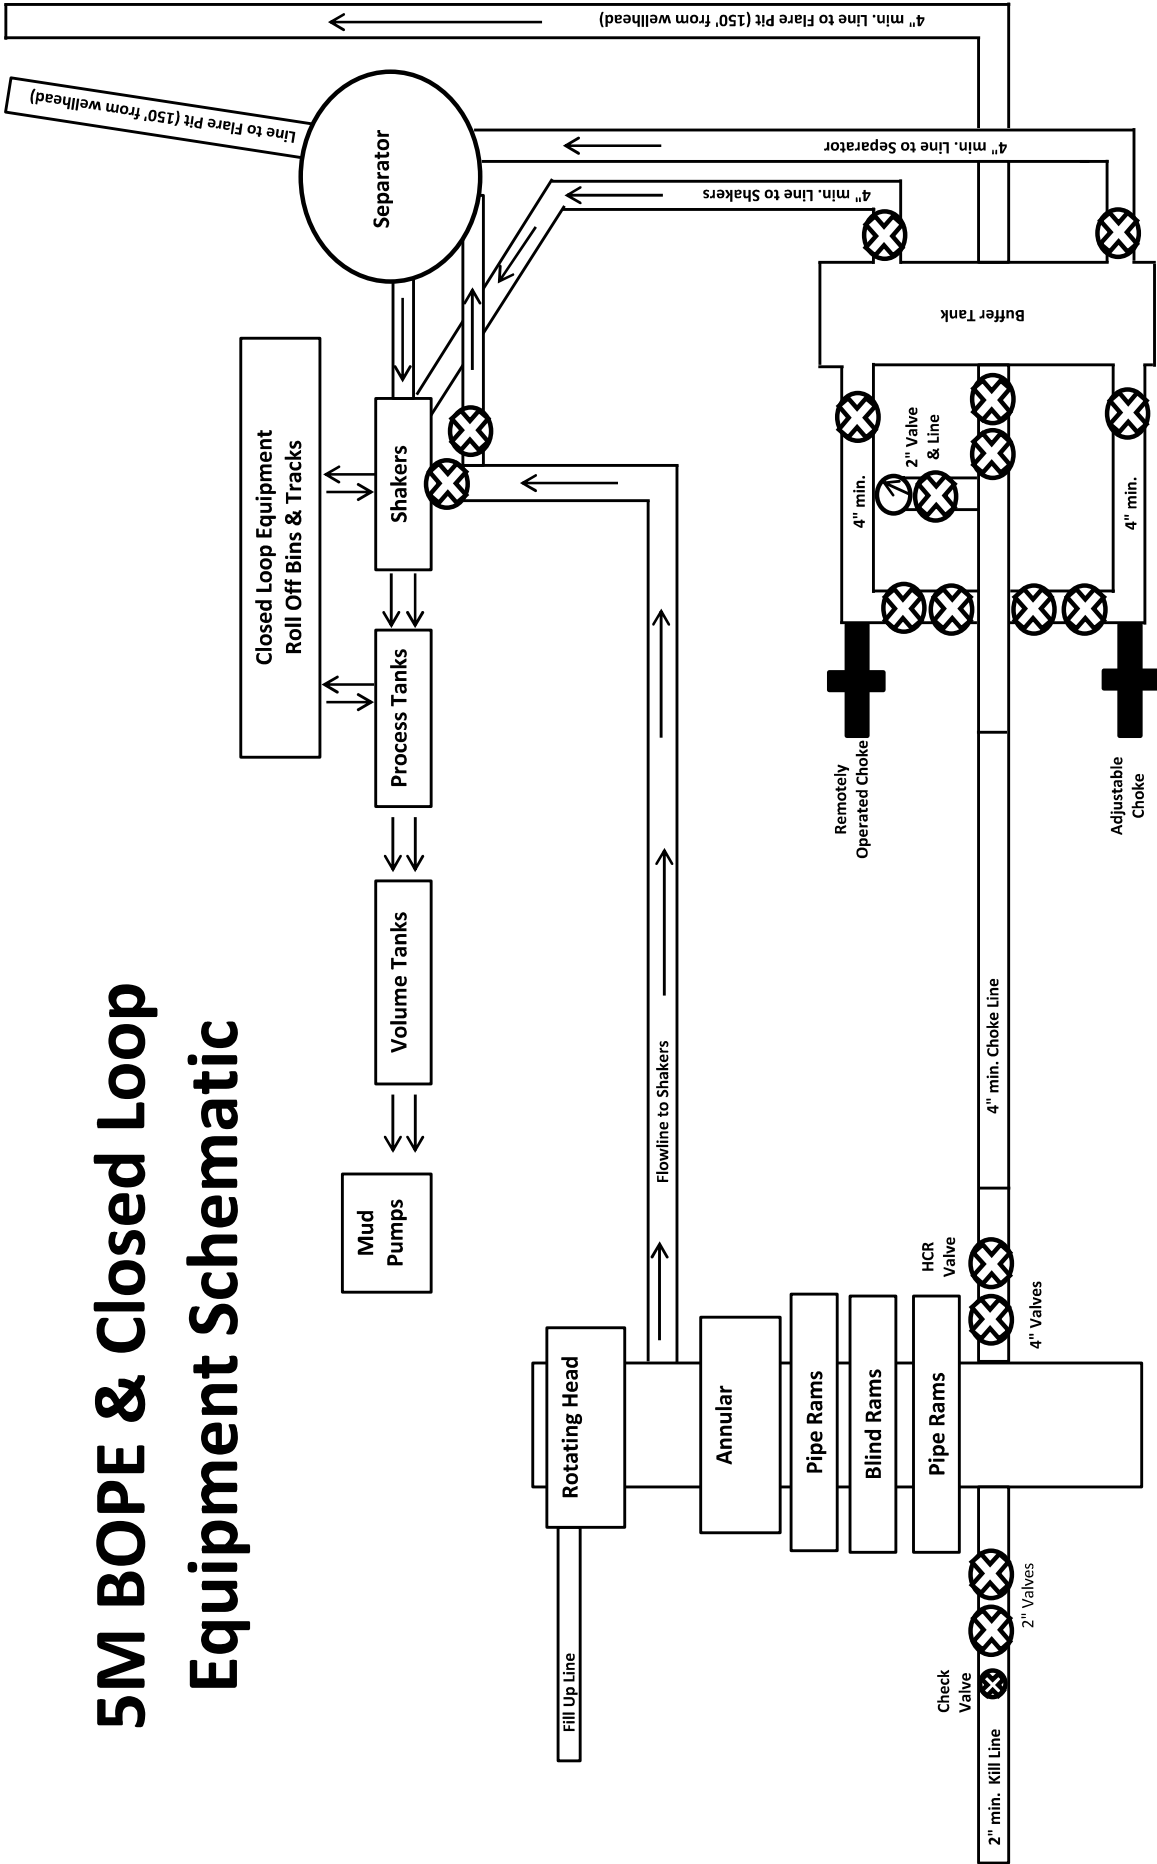 5M BOPE & Closed Loop
Equipment Schematic
Closed Loop Equipment
Roll Off Bins & Tracks
Mud
Pumps
Volume Tanks
Process Tanks
Shakers
Separator
Line to Flare Pit (150' from wellhead)
4" min. Line to Flare Pit (150' from wellhead)
4" min. Line to Separator
4" min. Line to Shakers
Fill Up Line
Rotating Head
Flowline to Shakers
Annular
Pipe Rams
Blind Rams
Pipe Rams
Check
Valve
2" min. Kill Line
2" Valves
HCR
Valve
4" Valves
4" min. Choke Line
Remotely
Operated Choke
Adjustable
Choke
4" min.
2" Valve
& Line
4" min.
Buffer Tank